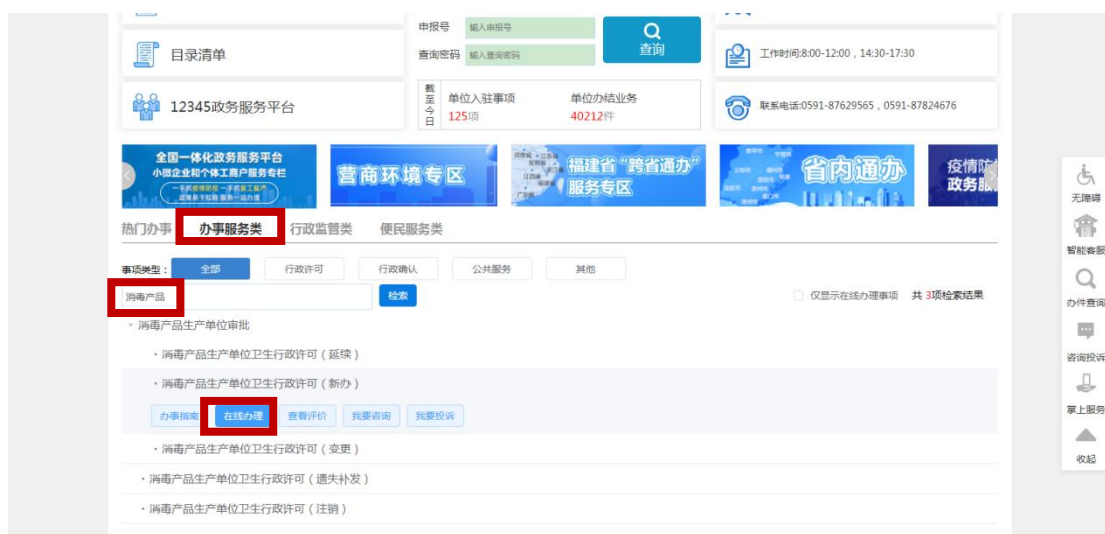 申报号 输入申报号
查询密码 输入查询密码
查询
目录清单
工作时间:8:00-12:00，14:30-17:30
12345政务服务平台
截至今日
单位入驻事项 单位办结业务
125项 40212件
联系电话:0591-87629565，0591-87824676
全国一体化政务服务平台
小微企业和个体工商户服务专栏
营商环境专区
福建省“跨省通办”
服务专区
省内通办
疫情防
政务服
热门办事 办事服务类 行政监管类 便民服务类
事项类型： 全部 行政许可 行政确认 公共服务 其他
消毒产品 检索 仅显示在线办理事项 共 3项检索结果
消毒产品生产单位审批
·消毒产品生产单位卫生行政许可（延续）
·消毒产品生产单位卫生行政许可（新办）
办事指南 在线办理 查看评价 我要咨询 我要投诉
·消毒产品生产单位卫生行政许可（变更）
·消毒产品生产单位卫生行政许可（遗失补发）
·消毒产品生产单位卫生行政许可（注销）
无障碍
智能客服
办件查询
咨询投诉
掌上服务
收起